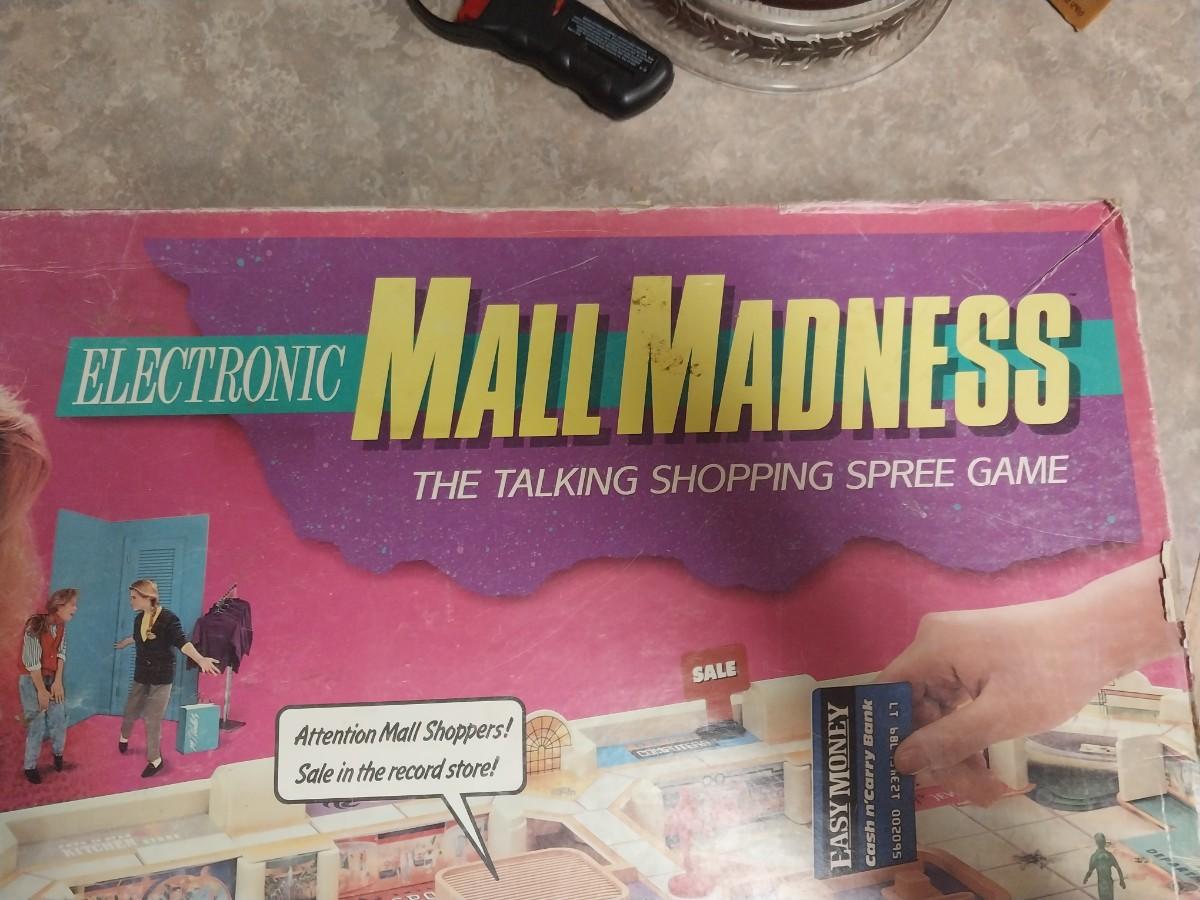 ELECTRONIC MALL MADNESS
THE TALKING SHOPPING SPREE GAME
SALE
Attention Mall Shoppers!
Sale in the record store!
EASY MONEY
Cash n' Carry Bank
KITCHEN